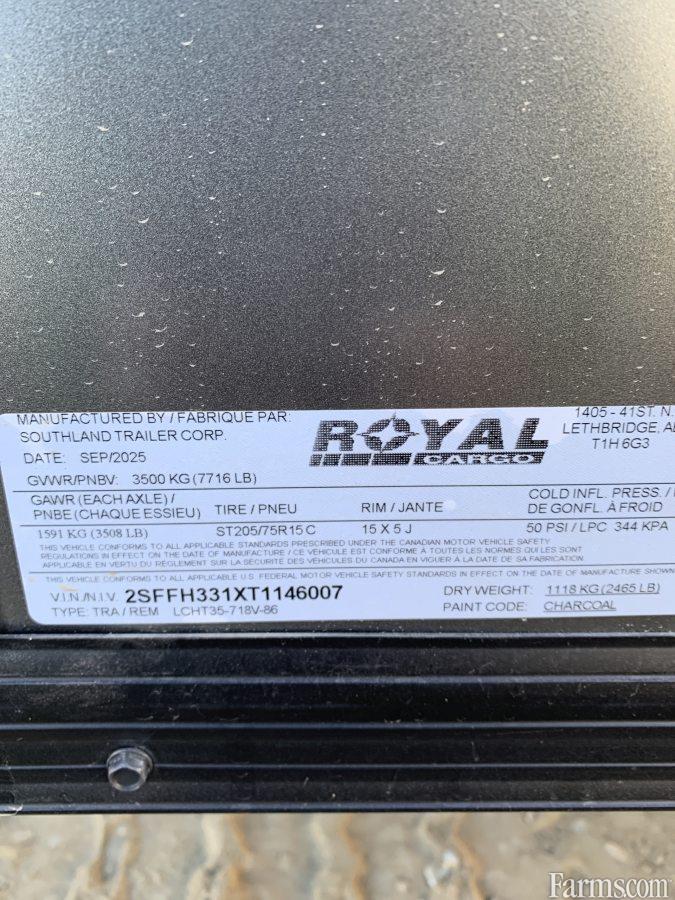 MANUFACTURED BY / FABRIQUE PAR:
SOUTHLAND TRAILER CORP.
DATE: SEP/2025
ROYAL
CARGO
1405 - 41ST. N.
LETHBRIDGE,
T1H 6G3
GVWR/PNBV: 3500 KG (7716 LB)
GAWR (EACH AXLE) /
PNBE (CHAQUE ESSIEU)
TIRE / PNEU
RIM / JANTE
COLD INFL. PRESS. /
DE GONFL. À FROID
1591 KG (3508 LB) ST205/75R15 C 15 X 5 J 50 PSI / LPC 344 KPA
THIS VEHICLE CONFORMS TO ALL APPLICABLE STANDARDS PRESCRIBED UNDER THE CANADIAN MOTOR VEHICLE SAFETY
REGULATIONS IN EFFECT ON THE DATE OF MANUFACTURE / CE VÉHICULE EST CONFORME À TOUTES LES NORMES QUI LES SONT
APPLICABLE EN VERTU DU RÈGLEMENT SUR LA SÉCURITÉ DES VÉHICULES DU CANADA EN VIGUER À LA DATE DE SA FABRICATION
THIS VEHICLE CONFORMS TO ALL APPLICABLE U.S. FEDERAL MOTOR VEHICLE SAFETY STANDARDS IN EFFECT ON THE DATE OF MANUFACTURE SHOWN
V.I.N./N.I.V. 2SFFH331XT1146007
TYPE: TRA / REM LCHT35-718V-86
DRY WEIGHT: 1118 KG (2465 LB)
PAINT CODE: CHARCOAL
Farms.com